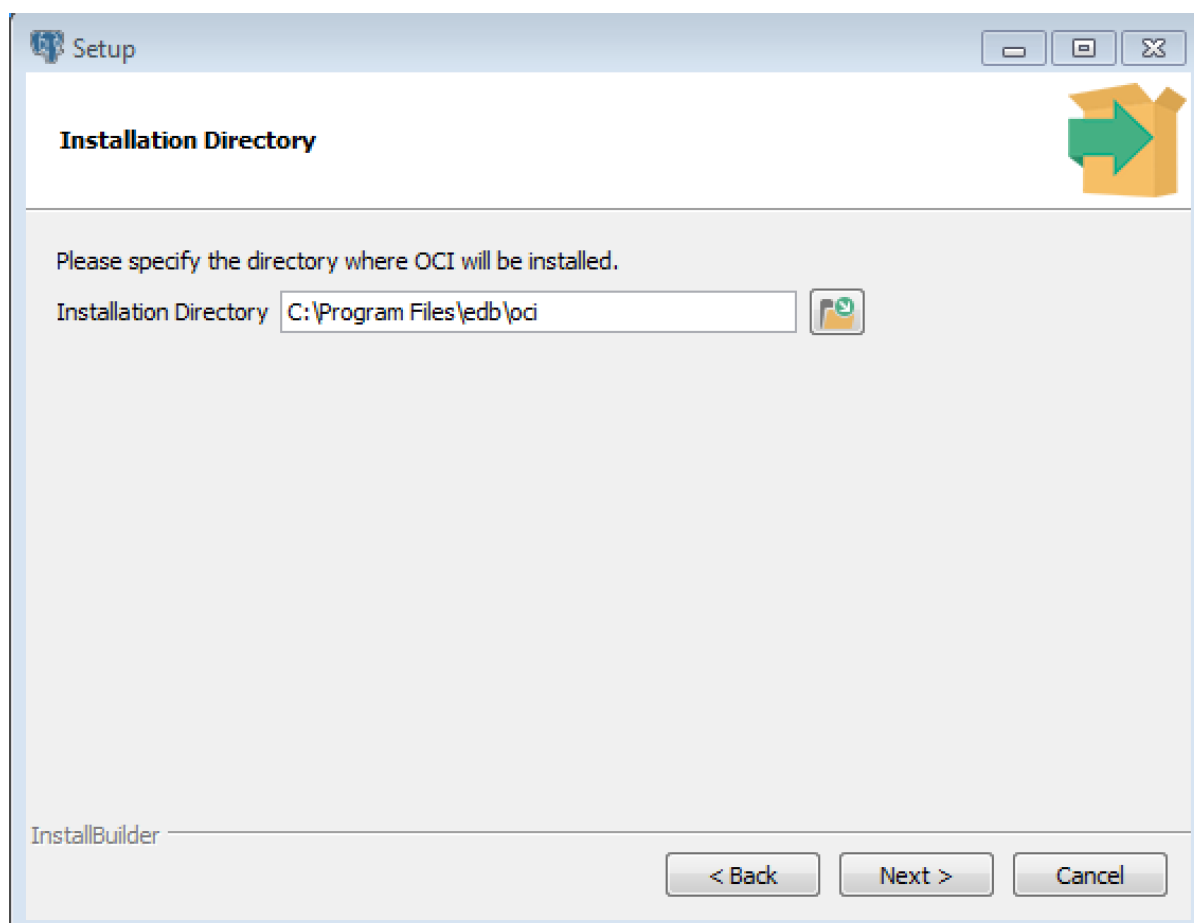 Setup
Installation Directory
Please specify the directory where OCI will be installed.
Installation Directory C:\Program Files\edb\oci
InstallBuilder
< Back Next > Cancel